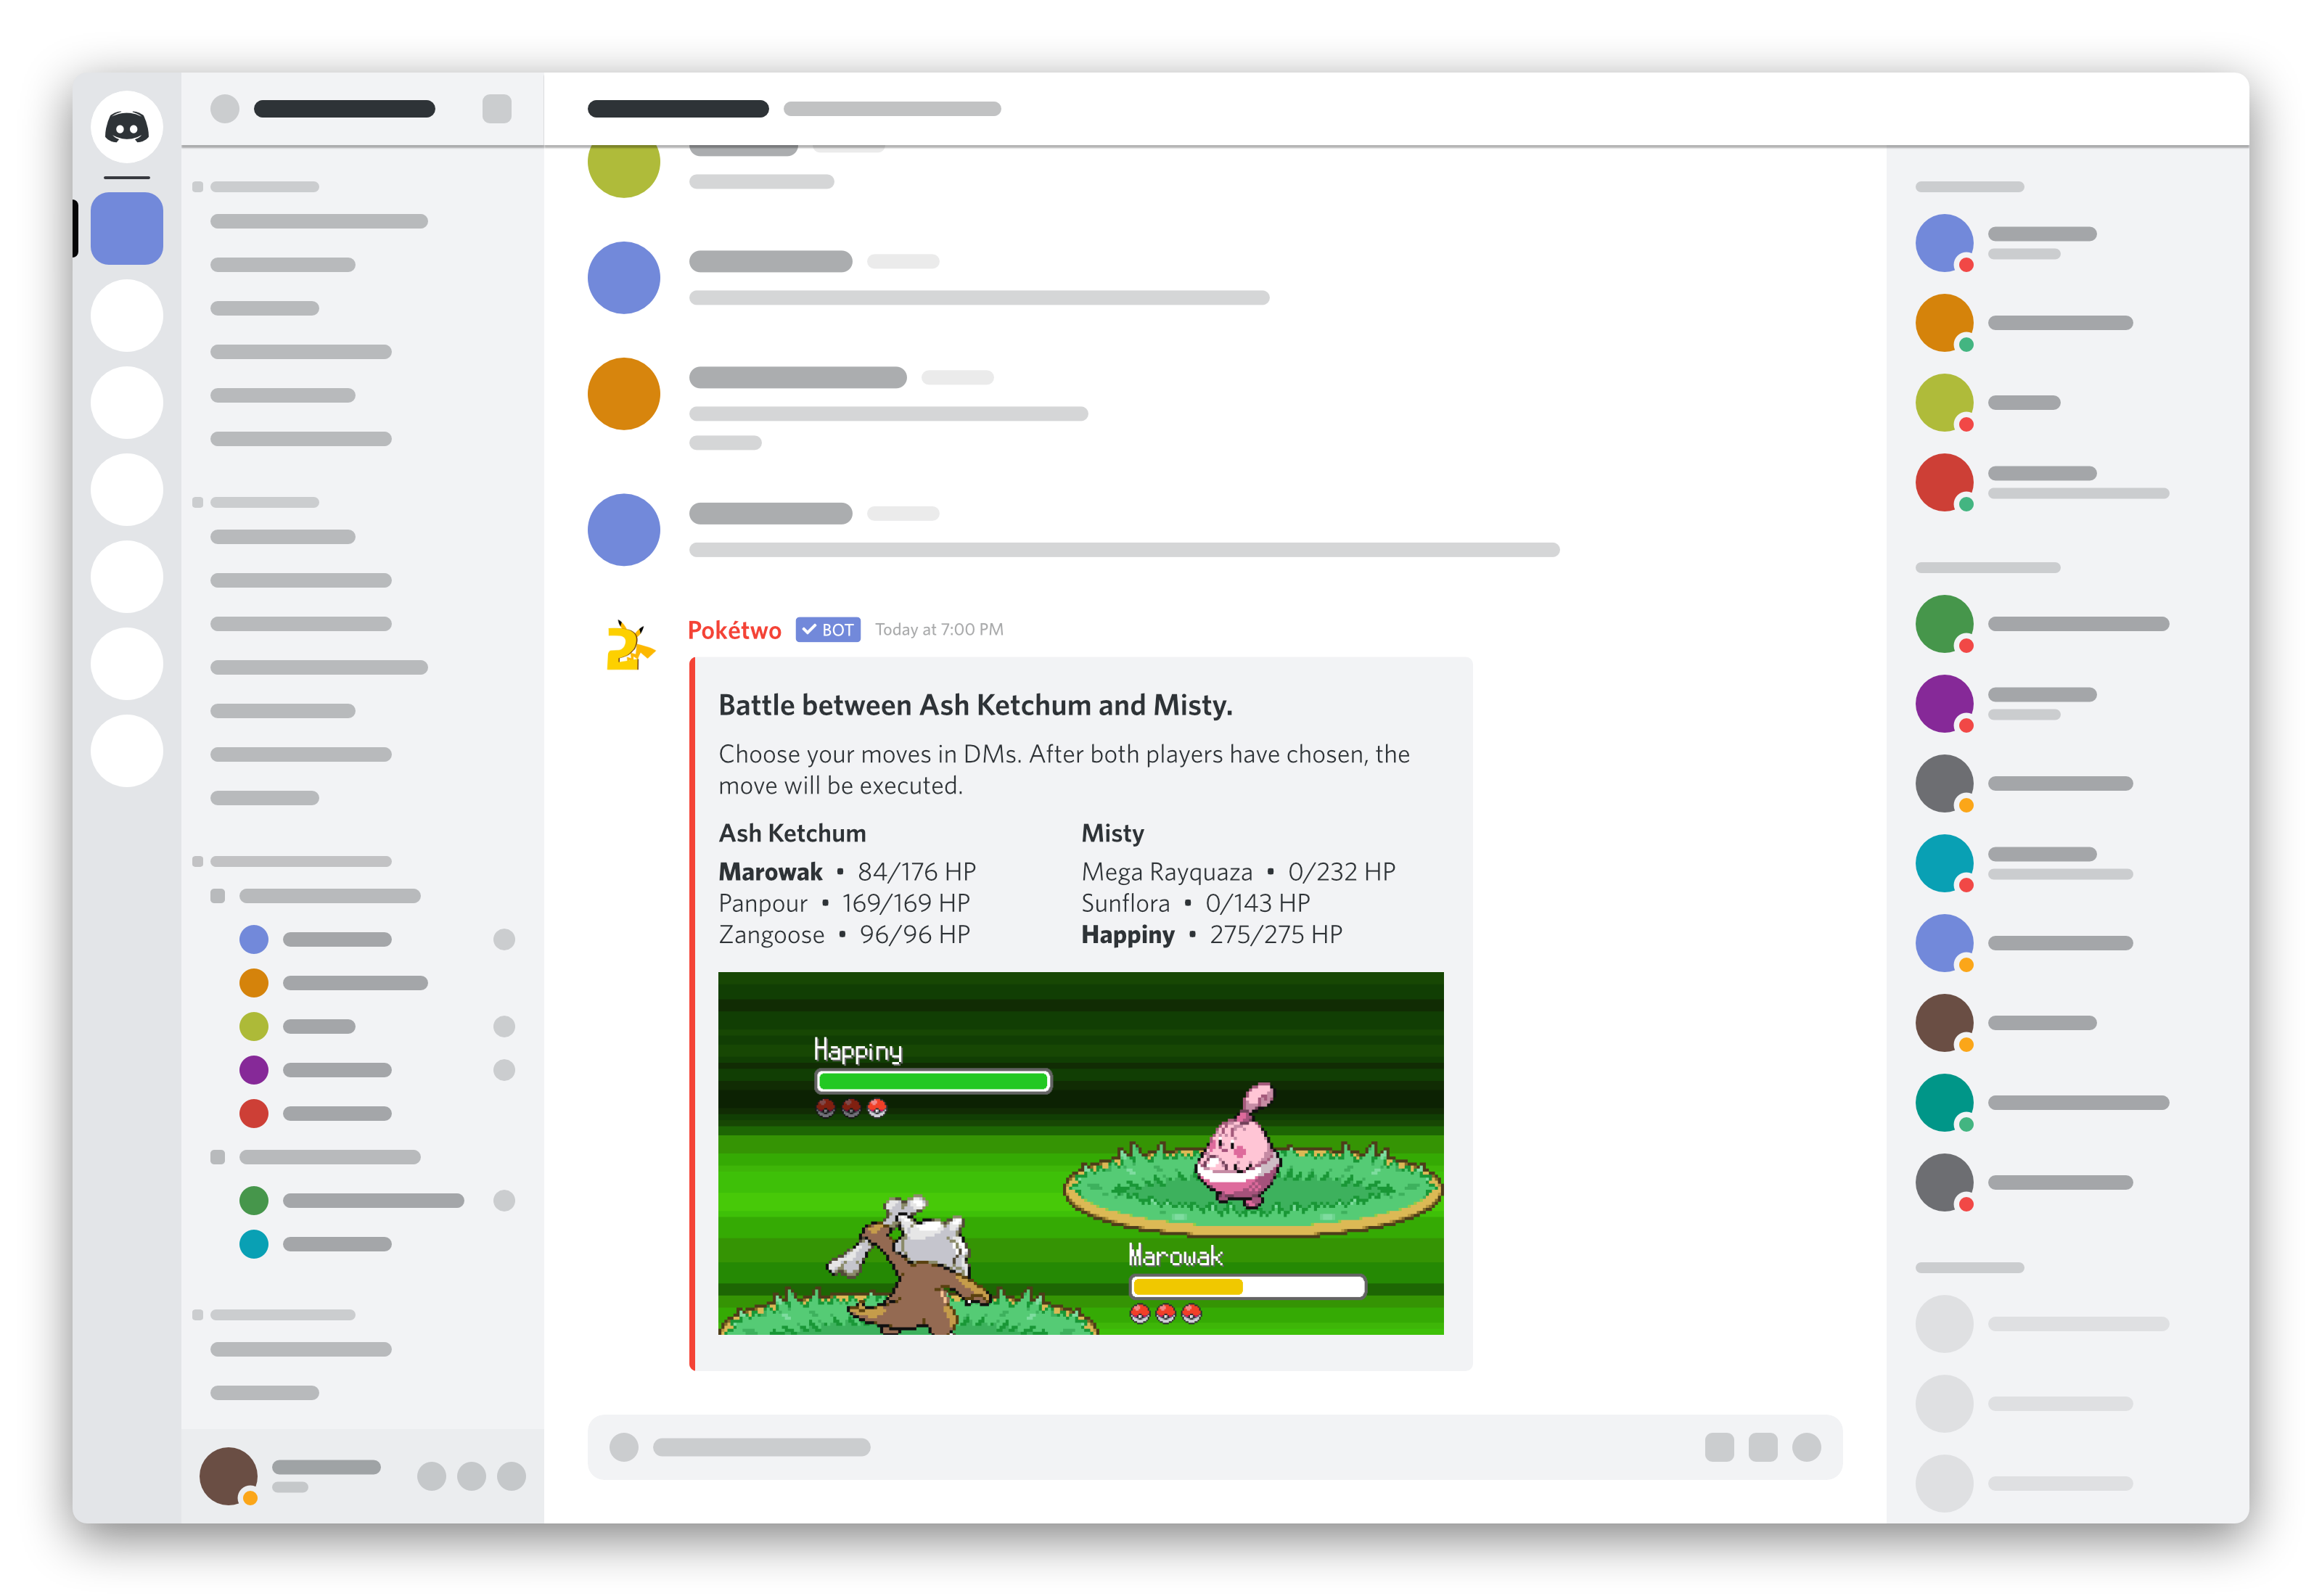 Pokétwo BOT Today at 7:00 PM
Battle between Ash Ketchum and Misty.
Choose your moves in DMs. After both players have chosen, the
move will be executed.
Ash Ketchum
Marowak • 84/176 HP
Panpour • 169/169 HP
Zangoose • 96/96 HP
Misty
Mega Rayquaza • 0/232 HP
Sunflora • 0/143 HP
Happiny • 275/275 HP
Happiny
Marowak